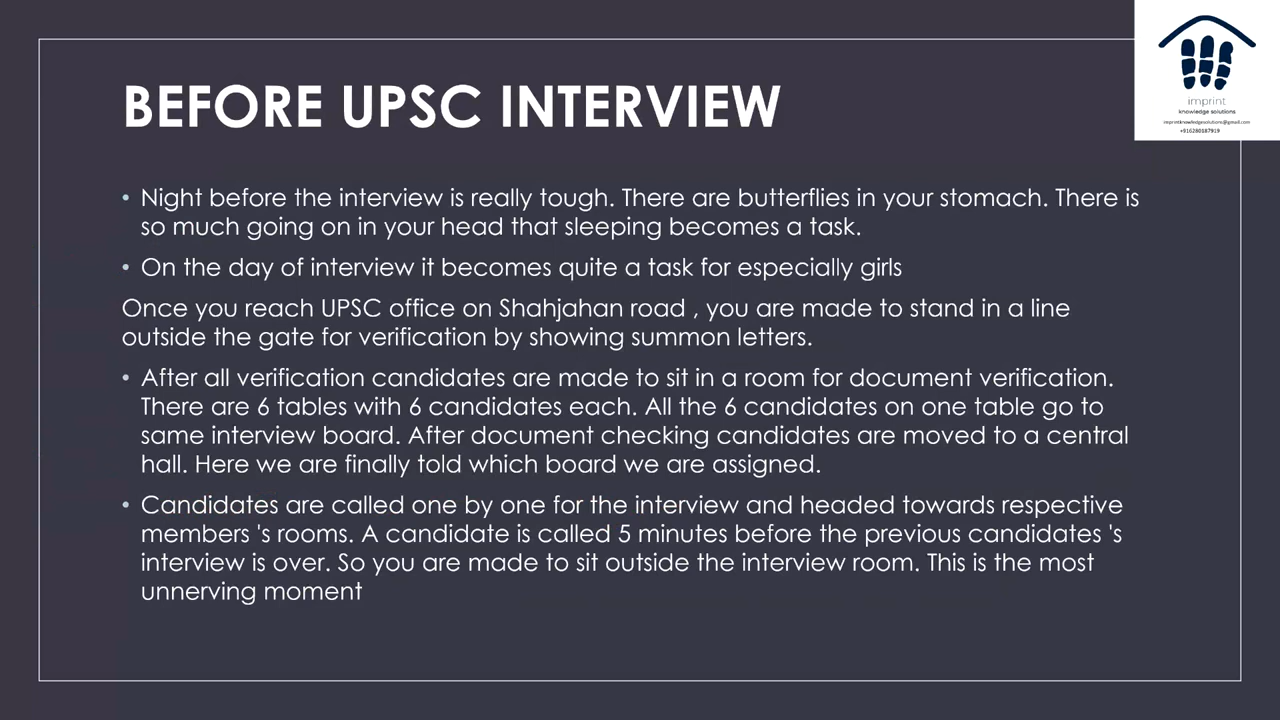 imprint
knowledge solutions
imprintknowledgesolutions@gmail.com
+916280187919
BEFORE UPSC INTERVIEW
• Night before the interview is really tough. There are butterflies in your stomach. There is
so much going on in your head that sleeping becomes a task.
• On the day of interview it becomes quite a task for especially girls
Once you reach UPSC office on Shahjahan road , you are made to stand in a line
outside the gate for verification by showing summon letters.
• After all verification candidates are made to sit in a room for document verification.
There are 6 tables with 6 candidates each. All the 6 candidates on one table go to
same interview board. After document checking candidates are moved to a central
hall. Here we are finally told which board we are assigned.
• Candidates are called one by one for the interview and headed towards respective
members 's rooms. A candidate is called 5 minutes before the previous candidates 's
interview is over. So you are made to sit outside the interview room. This is the most
unnerving moment